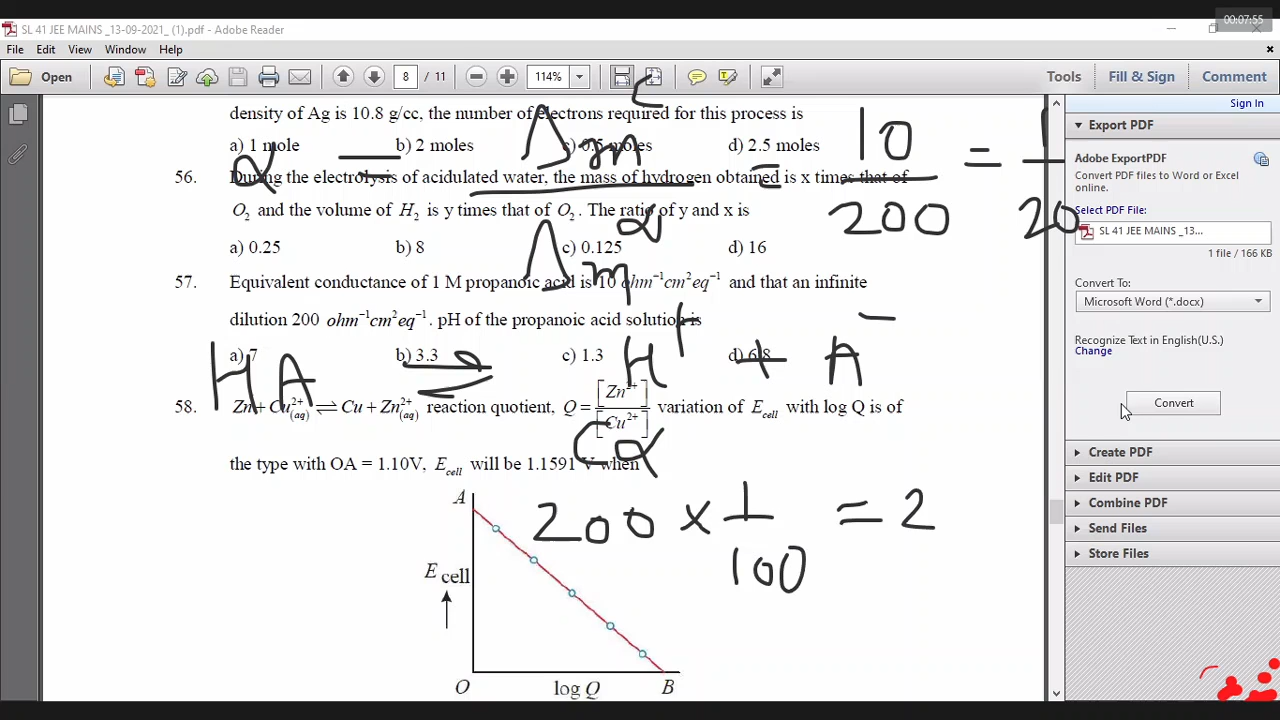 00:07:55
SL 41 JEE MAINS _13-09-2021_ (1).pdf - Adobe Reader
File Edit View Window Help
Open 8 / 11 114% Tools Fill & Sign Comment
Sign In
Export PDF
Adobe ExportPDF
Convert PDF files to Word or Excel online.
Select PDF File:
SL 41 JEE MAINS _13...
1 file / 166 KB
Convert To:
Microsoft Word (*.docx)
Recognize Text in English(U.S.)
Change
Convert
Create PDF
Edit PDF
Combine PDF
Send Files
Store Files
density of Ag is 10.8 g/cc, the number of electrons required for this process is
a) 1 mole b) 2 moles c) 0.5 moles d) 2.5 moles
56. During the electrolysis of acidulated water, the mass of hydrogen obtained is x times that of
O₂ and the volume of H₂ is y times that of O₂. The ratio of y and x is
a) 0.25 b) 8 c) 0.125 d) 16
57. Equivalent conductance of 1 M propanoic acid is 10 ohm⁻¹cm²eq⁻¹ and that an infinite
dilution 200 ohm⁻¹cm²eq⁻¹. pH of the propanoic acid solution is
a) 7 b) 3.3 c) 1.3 d) 6.8
58. Zn + Cu²⁺(aq) ⇌ Cu + Zn²⁺(aq) reaction quotient, Q = [Zn²⁺]/[Cu²⁺] variation of E cell with log Q is of
the type with OA = 1.10V, E cell will be 1.1591 V when
A
E cell
O log Q B
α = Λm^c / Λm^α = 10/200 = 1/20
HA ⇌ H⁺ + A⁻
Cα
200 × 1/100 = 2